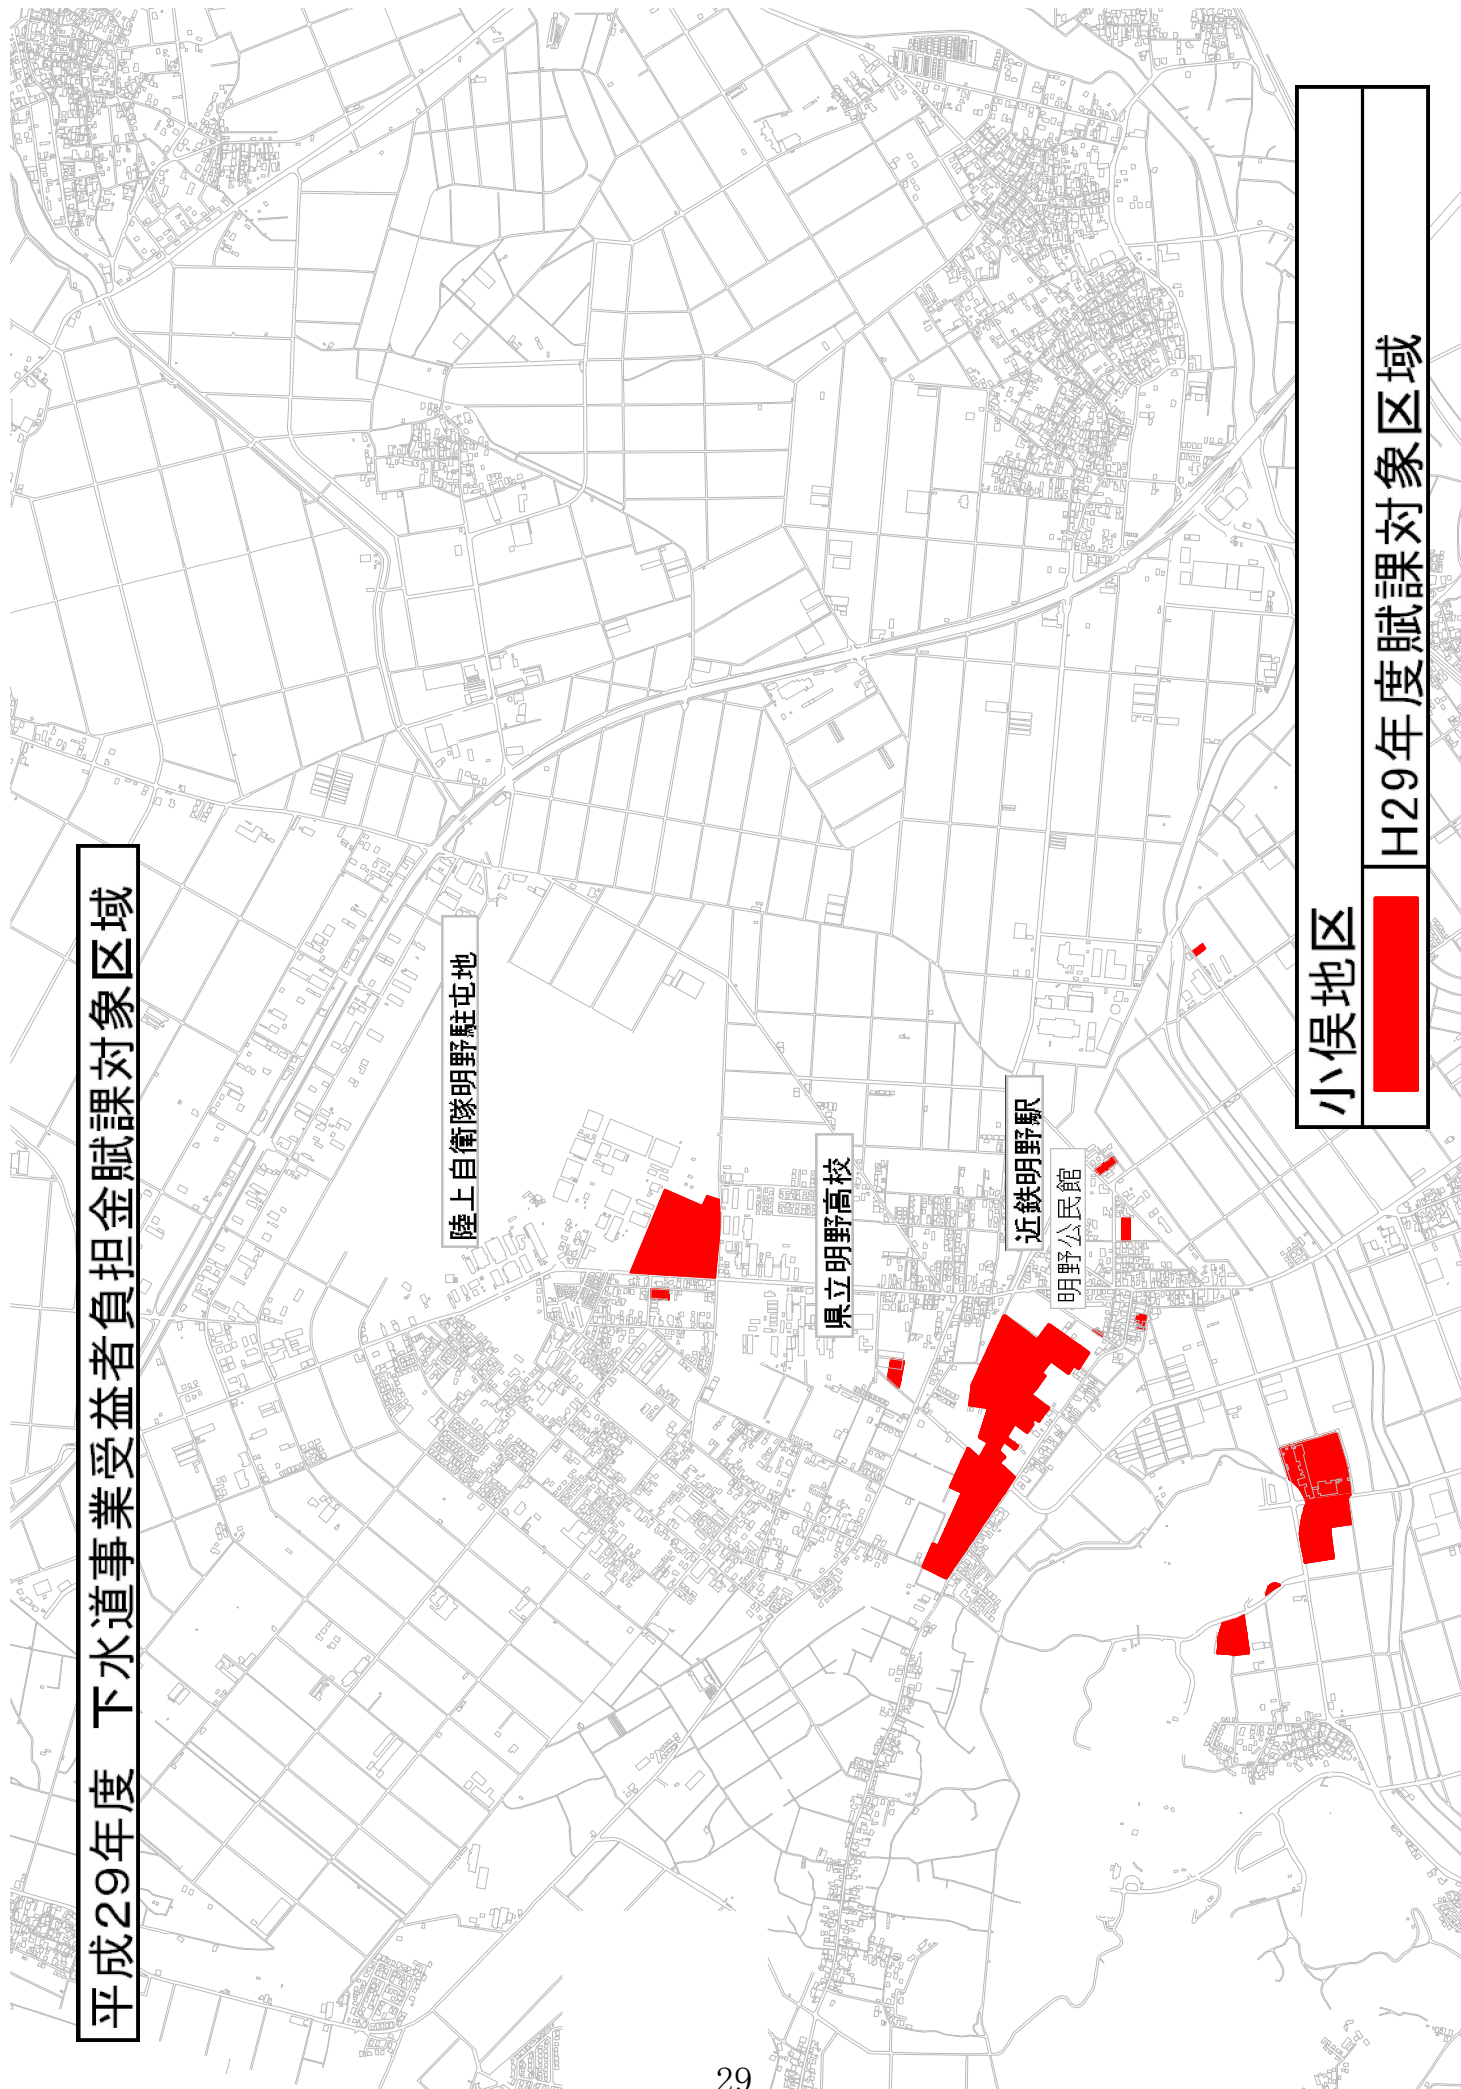 平成29年度 下水道事業受益者負担金賦課対象区域
陸上自衛隊明野駐屯地
県立明野高校
近鉄明野駅
明野公民館
小俣地区
H29年度賦課対象区域
29